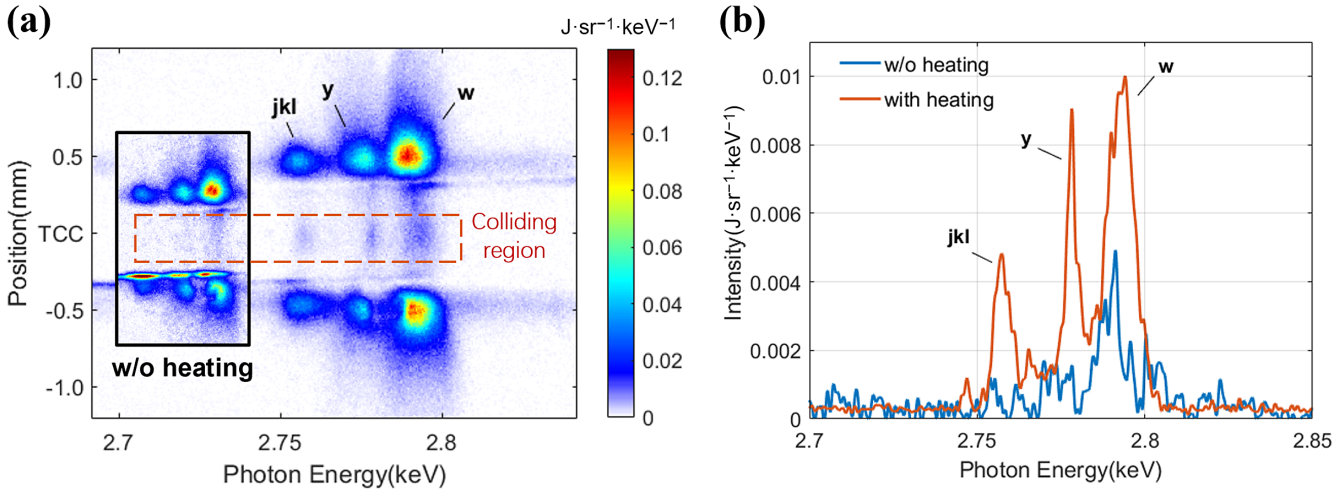 (a)
J·sr⁻¹·keV⁻¹
1.0
0.5
TCC
-0.5
-1.0
Position(mm)
jkl
y
w
Colliding
region
w/o heating
2.7
2.75
2.8
Photon Energy(keV)
0.12
0.1
0.08
0.06
0.04
0.02
0
(b)
w/o heating
with heating
jkl
y
w
0.01
0.008
0.006
0.004
0.002
0
Intensity(J·sr⁻¹·keV⁻¹)
2.7
2.75
2.8
2.85
Photon Energy(keV)